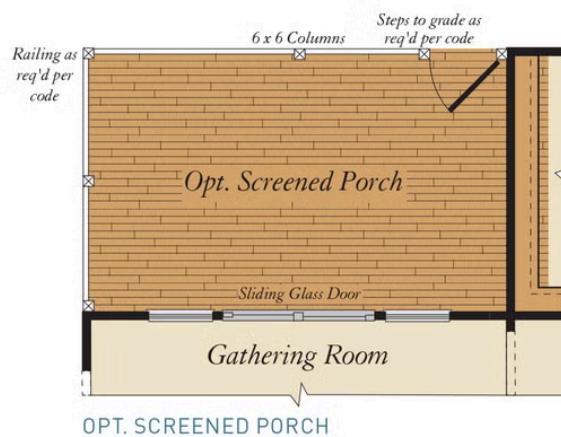 Steps to grade as
req'd per code
6 x 6 Columns
Railing as
req'd per
code
Opt. Screened Porch
Sliding Glass Door
Gathering Room
OPT. SCREENED PORCH